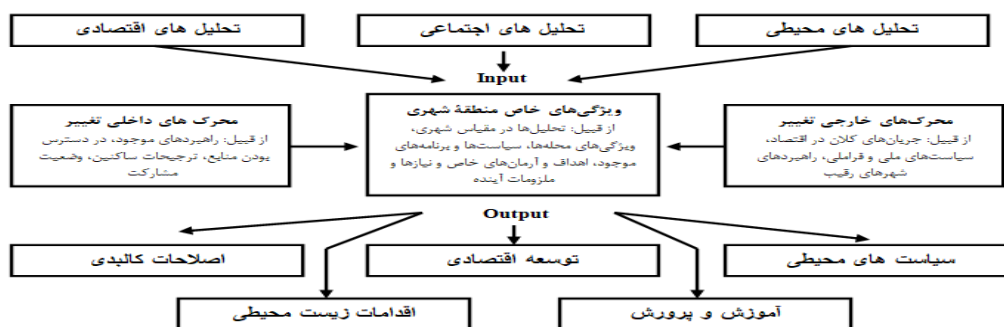 تحلیل های محیطی
تحلیل های اجتماعی
تحلیل های اقتصادی
Input
محرک‌های خارجی تغییر
از قبیل: جریان‌های کلان در اقتصاد،
سیاست‌های ملی و فراملی، راهبردهای
شهرهای رقیب
ویژگی‌های خاص منطقهٔ شهری
از قبیل: تحلیل‌ها در مقیاس شهری،
ویژگی‌های محله‌ها، سیاست‌ها و برنامه‌های
موجود، اهداف و آرمان‌های خاص و نیازها و
ملزومات آینده
محرک های داخلی تغییر
از قبیل: راهبردهای موجود، در دسترس
بودن منابع، ترجیحات ساکنین، وضعیت
مشارکت
Output
سیاست های محیطی
توسعه اقتصادی
اصلاحات کالبدی
آموزش و پرورش
اقدامات زیست محیطی